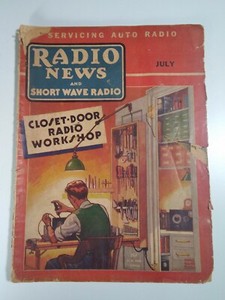 SERVICING AUTO RADIO
RADIO
NEWS
AND
SHORT WAVE RADIO
JULY
CLOSET-DOOR
RADIO
WORKSHOP